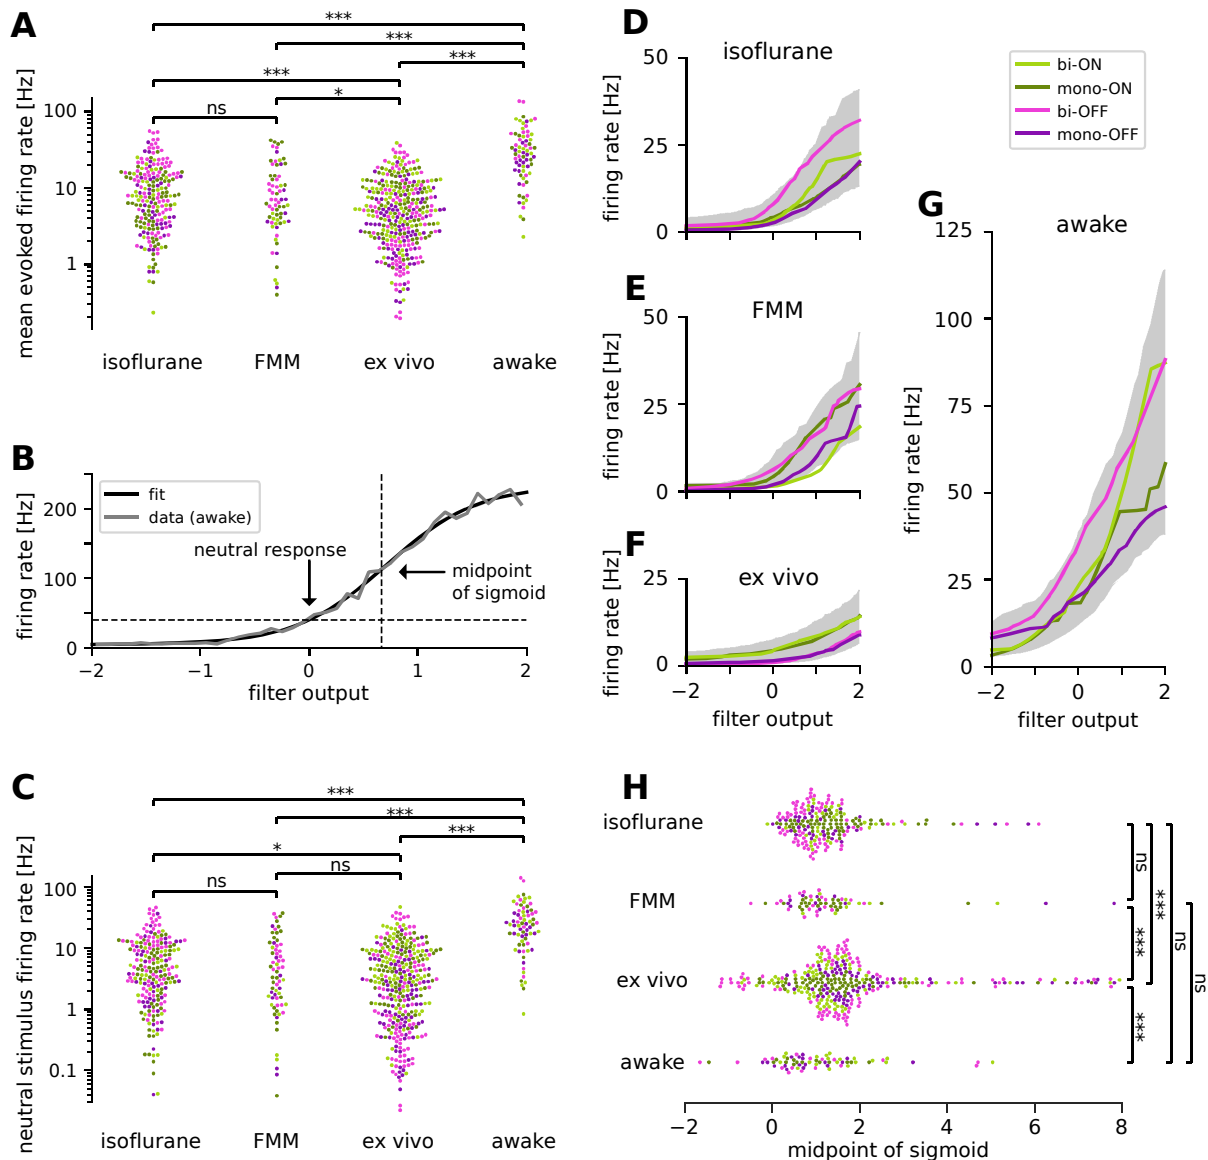 A
mean evoked firing rate [Hz]
100
10
1
***
***
***
***
*
ns
isoflurane
FMM
ex vivo
awake
B
firing rate [Hz]
200
100
0
fit
data (awake)
neutral response
midpoint
of sigmoid
−2
−1
0
1
2
filter output
C
neutral stimulus firing rate [Hz]
100
10
1
0.1
***
***
***
*
ns
ns
isoflurane
FMM
ex vivo
awake
D
isoflurane
firing rate [Hz]
50
25
0
bi-ON
mono-ON
bi-OFF
mono-OFF
E
FMM
firing rate [Hz]
50
25
0
F
ex vivo
firing rate [Hz]
25
0
−2
0
2
filter output
G
awake
firing rate [Hz]
125
100
75
50
25
0
−2
0
2
filter output
H
isoflurane
FMM
ex vivo
awake
ns
***
***
***
ns
ns
−2
0
2
4
6
8
midpoint of sigmoid